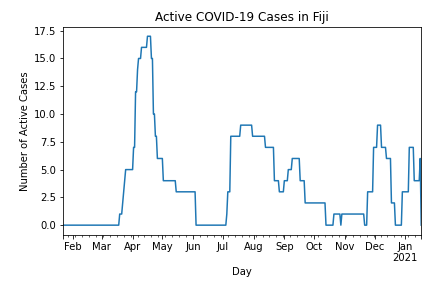 Active COVID-19 Cases in Fiji
Number of Active Cases
17.5
15.0
12.5
10.0
7.5
5.0
2.5
0.0
Feb Mar Apr May Jun Jul Aug Sep Oct Nov Dec Jan
2021
Day